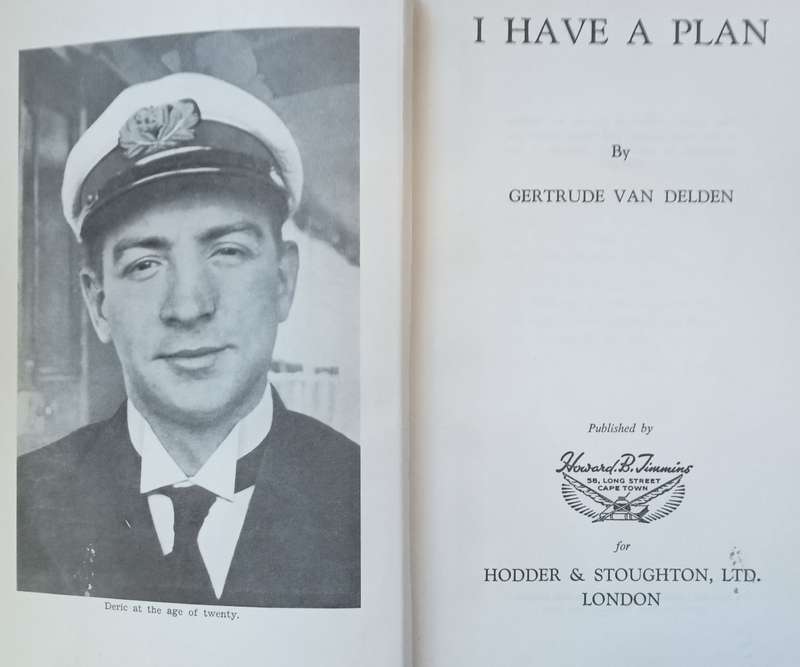 Deric at the age of twenty.
I HAVE A PLAN
By
GERTRUDE VAN DELDEN
Published by
Howard.B.Timmins
58, LONG STREET
CAPE TOWN
for
HODDER & STOUGHTON, LTD.
LONDON